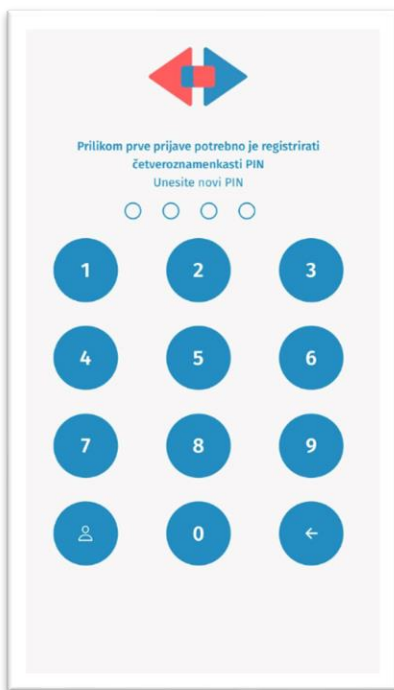 Prilikom prve prijave potrebno je registrirati
četveroznamenkasti PIN
Unesite novi PIN
1 2 3
4 5 6
7 8 9
0